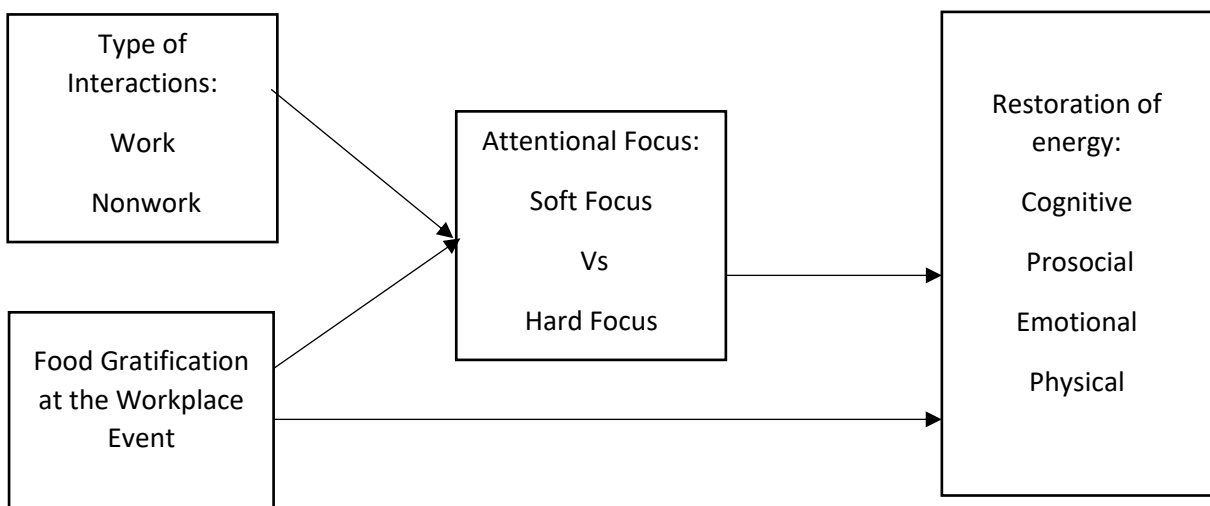 Type of
Interactions:
Work
Nonwork
Food Gratification
at the Workplace
Event
Attentional Focus:
Soft Focus
Vs
Hard Focus
Restoration of
energy:
Cognitive
Prosocial
Emotional
Physical